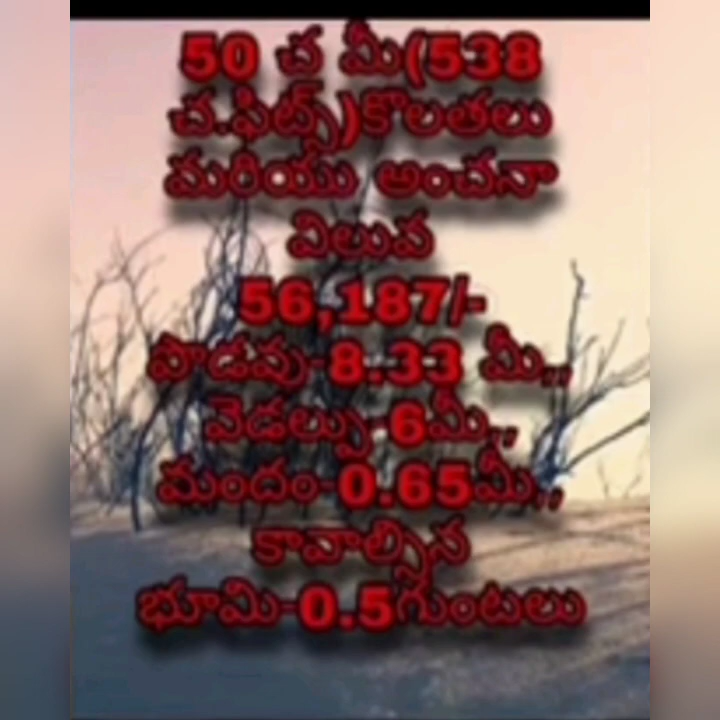 50 చ మీ(538
చ.ఫీట్స్)కొలతలు
మరియు అంచనా
విలువ
56,187/-
పొడవు-8.33 మీ,,
వెడల్పు-6మీ,,
మందం-0.65మీ,,
కావాల్సిన
భూమి-0.5గుంటలు